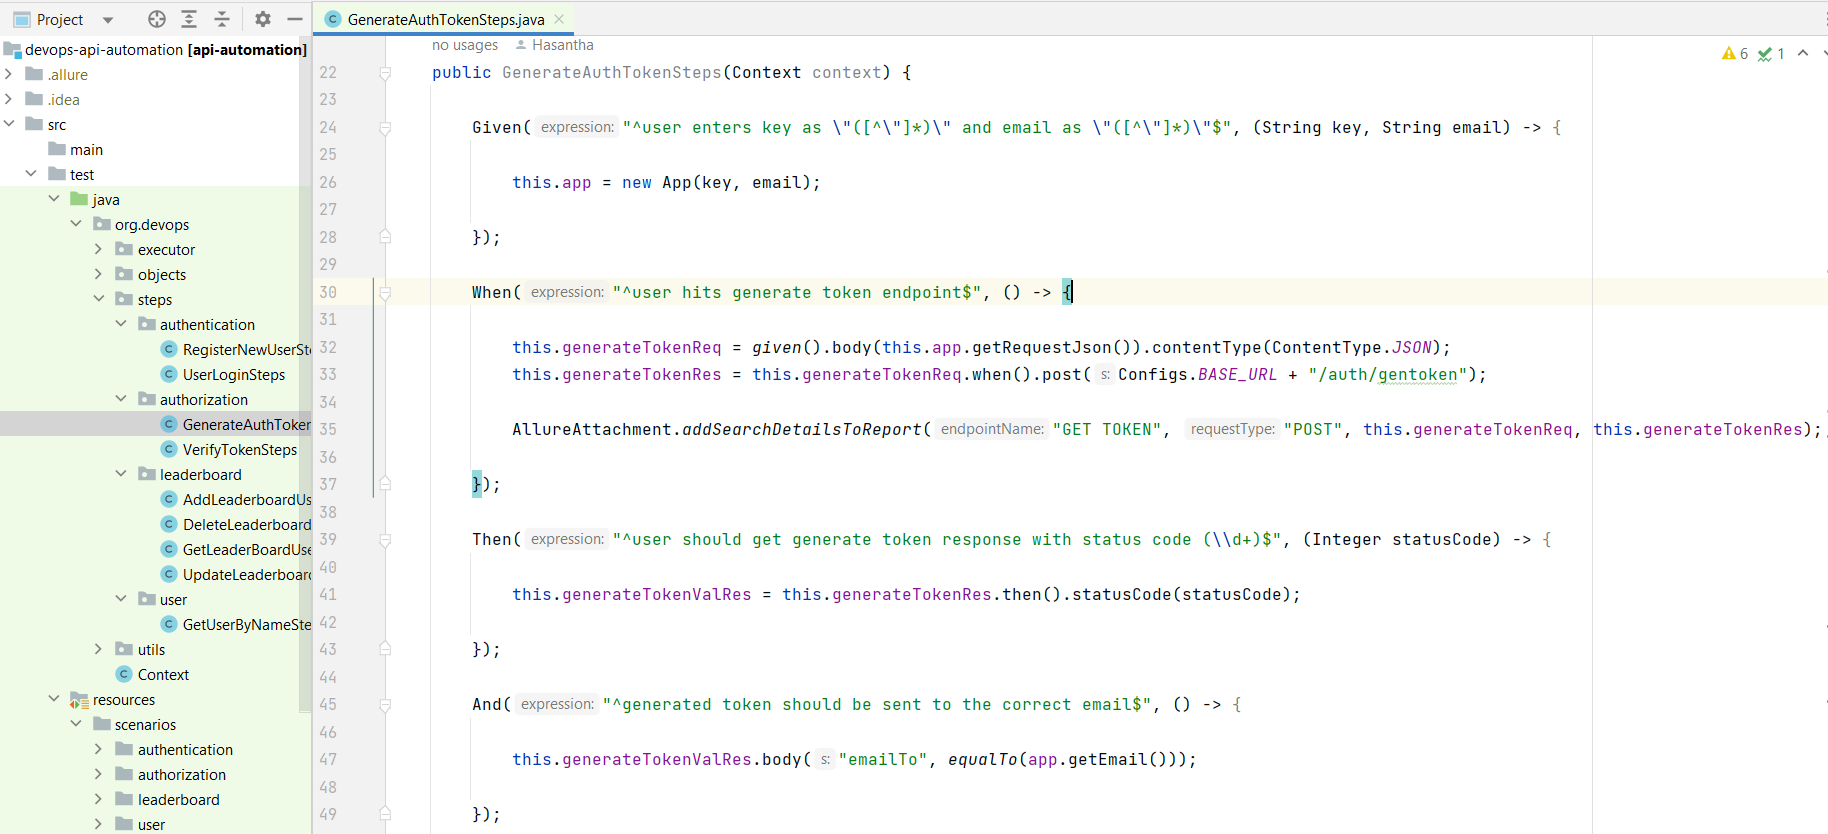 Project
devops-api-automation [api-automation]
.allure
.idea
src
main
test
java
org.devops
executor
objects
steps
authentication
RegisterNewUserSte
UserLoginSteps
authorization
GenerateAuthToken
VerifyTokenSteps
leaderboard
AddLeaderboardUs
DeleteLeaderboard
GetLeaderBoardUse
UpdateLeaderboard
user
GetUserByNameSte
utils
Context
resources
scenarios
authentication
authorization
leaderboard
user
GenerateAuthTokenSteps.java
6 1
no usages Hasantha
22 public GenerateAuthTokenSteps(Context context) {
23
24 Given( expression: "^user enters key as \"([^\"]*)\" and email as \"([^\"]*)\"$", (String key, String email) -> {
25
26 this.app = new App(key, email);
27
28 });
29
30 When( expression: "^user hits generate token endpoint$", () -> {
31
32 this.generateTokenReq = given().body(this.app.getRequestJson()).contentType(ContentType.JSON);
33 this.generateTokenRes = this.generateTokenReq.when().post( s: Configs.BASE_URL + "/auth/gentoken");
34
35 AllureAttachment.addSearchDetailsToReport( endpointName: "GET TOKEN", requestType: "POST", this.generateTokenReq, this.generateTokenRes);
36
37 });
38
39 Then( expression: "^user should get generate token response with status code (\\d+)$", (Integer statusCode) -> {
40
41 this.generateTokenValRes = this.generateTokenRes.then().statusCode(statusCode);
42
43 });
44
45 And( expression: "^generated token should be sent to the correct email$", () -> {
46
47 this.generateTokenValRes.body( s: "emailTo", equalTo(app.getEmail()));
48
49 });